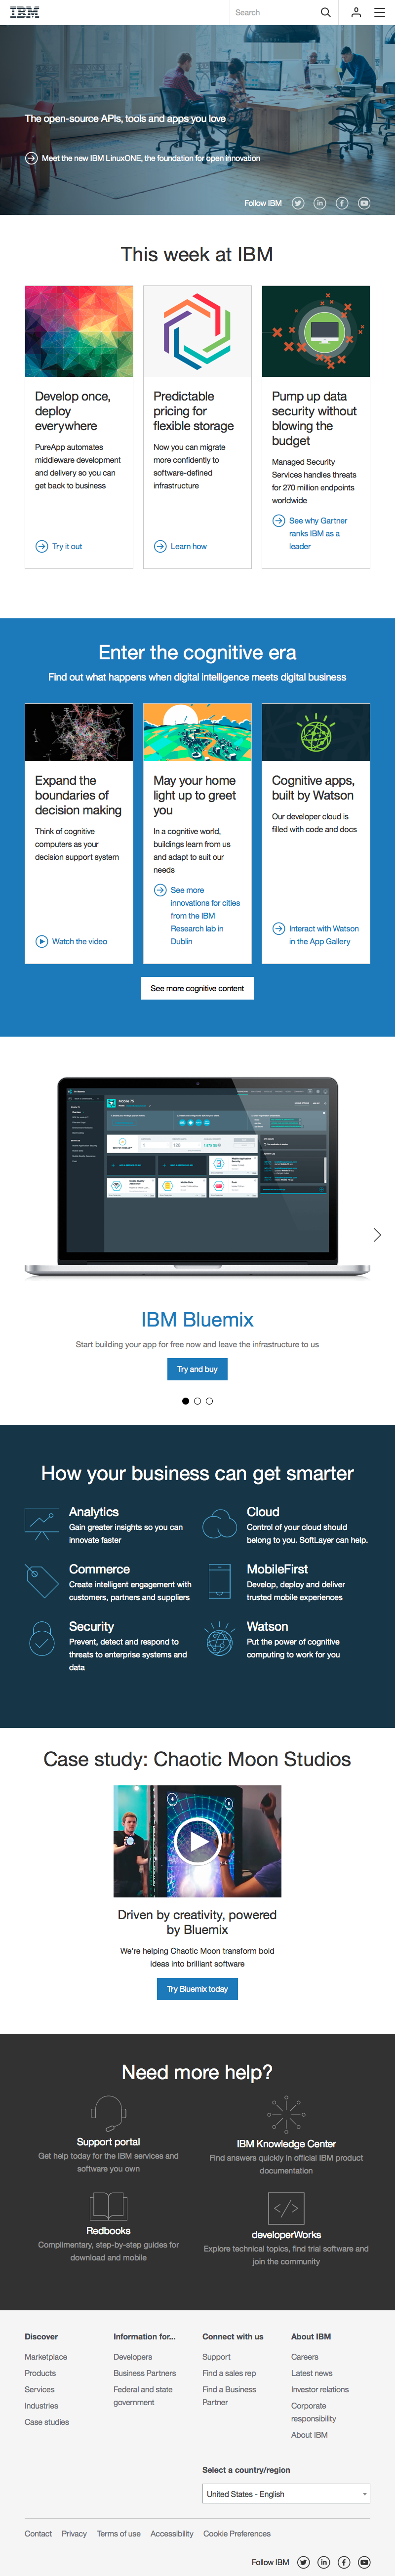 IBM
Search
The open-source APIs, tools and apps you love
Meet the new IBM LinuxONE, the foundation for open innovation
Follow IBM
This week at IBM
Develop once,
deploy
everywhere
PureApp automates
middleware development
and delivery so you can
get back to business
Try it out
Predictable
pricing for
flexible storage
Now you can migrate
more confidently to
software-defined
infrastructure
Learn how
Pump up data
security without
blowing the
budget
Managed Security
Services handles threats
for 270 million endpoints
worldwide
See why Gartner
ranks IBM as a
leader
Enter the cognitive era
Find out what happens when digital intelligence meets digital business
Expand the
boundaries of
decision making
Think of cognitive
computers as your
decision support system
Watch the video
May your home
light up to greet
you
In a cognitive world,
buildings learn from us
and adapt to suit our
needs
See more
innovations for cities
from the IBM
Research lab in
Dublin
Cognitive apps,
built by Watson
Our developer cloud is
filled with code and docs
Interact with Watson
in the App Gallery
See more cognitive content
IBM Bluemix
Start building your app for free now and leave the infrastructure to us
Try and buy
How your business can get smarter
Analytics
Gain greater insights so you can
innovate faster
Cloud
Control of your cloud should
belong to you. SoftLayer can help.
Commerce
Create intelligent engagement with
customers, partners and suppliers
MobileFirst
Develop, deploy and deliver
trusted mobile experiences
Security
Prevent, detect and respond to
threats to enterprise systems and
data
Watson
Put the power of cognitive
computing to work for you
Case study: Chaotic Moon Studios
Driven by creativity, powered
by Bluemix
We're helping Chaotic Moon transform bold
ideas into brilliant software
Try Bluemix today
Need more help?
Support portal
Get help today for the IBM services and
software you own
IBM Knowledge Center
Find answers quickly in official IBM product
documentation
Redbooks
Complimentary, step-by-step guides for
download and mobile
developerWorks
Explore technical topics, find trial software and
join the community
Discover
Marketplace
Products
Services
Industries
Case studies
Information for...
Developers
Business Partners
Federal and state
government
Connect with us
Support
Find a sales rep
Find a Business
Partner
About IBM
Careers
Latest news
Investor relations
Corporate
responsibility
About IBM
Select a country/region
United States - English
Contact Privacy Terms of use Accessibility Cookie Preferences
Follow IBM